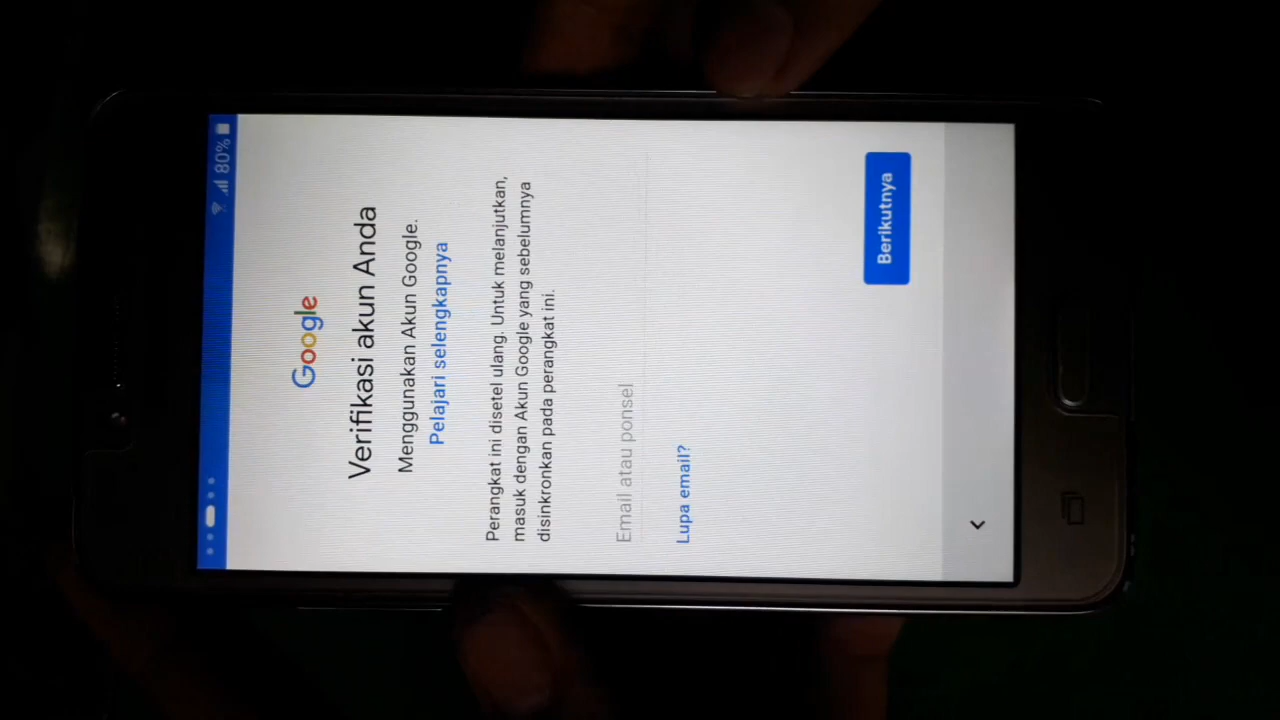 80%
Google
Verifikasi akun Anda
Menggunakan Akun Google.
Pelajari selengkapnya
Perangkat ini disetel ulang. Untuk melanjutkan,
masuk dengan Akun Google yang sebelumnya
disinkronkan pada perangkat ini.
Email atau ponsel
Lupa email?
Berikutnya